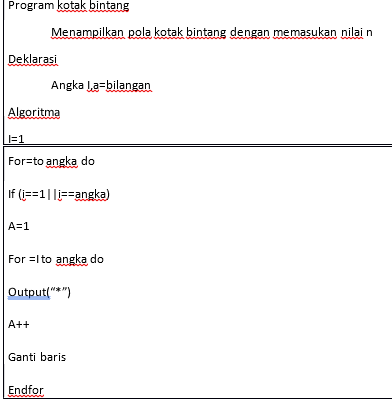 Program kotak bintang
Menampilkan pola kotak bintang dengan memasukan nilai n
Deklarasi
Angka I,a=bilangan
Algoritma
I=1
For=to angka do
If (i==1||i==angka)
A=1
For =I to angka do
Output(“*”)
A++
Ganti baris
Endfor